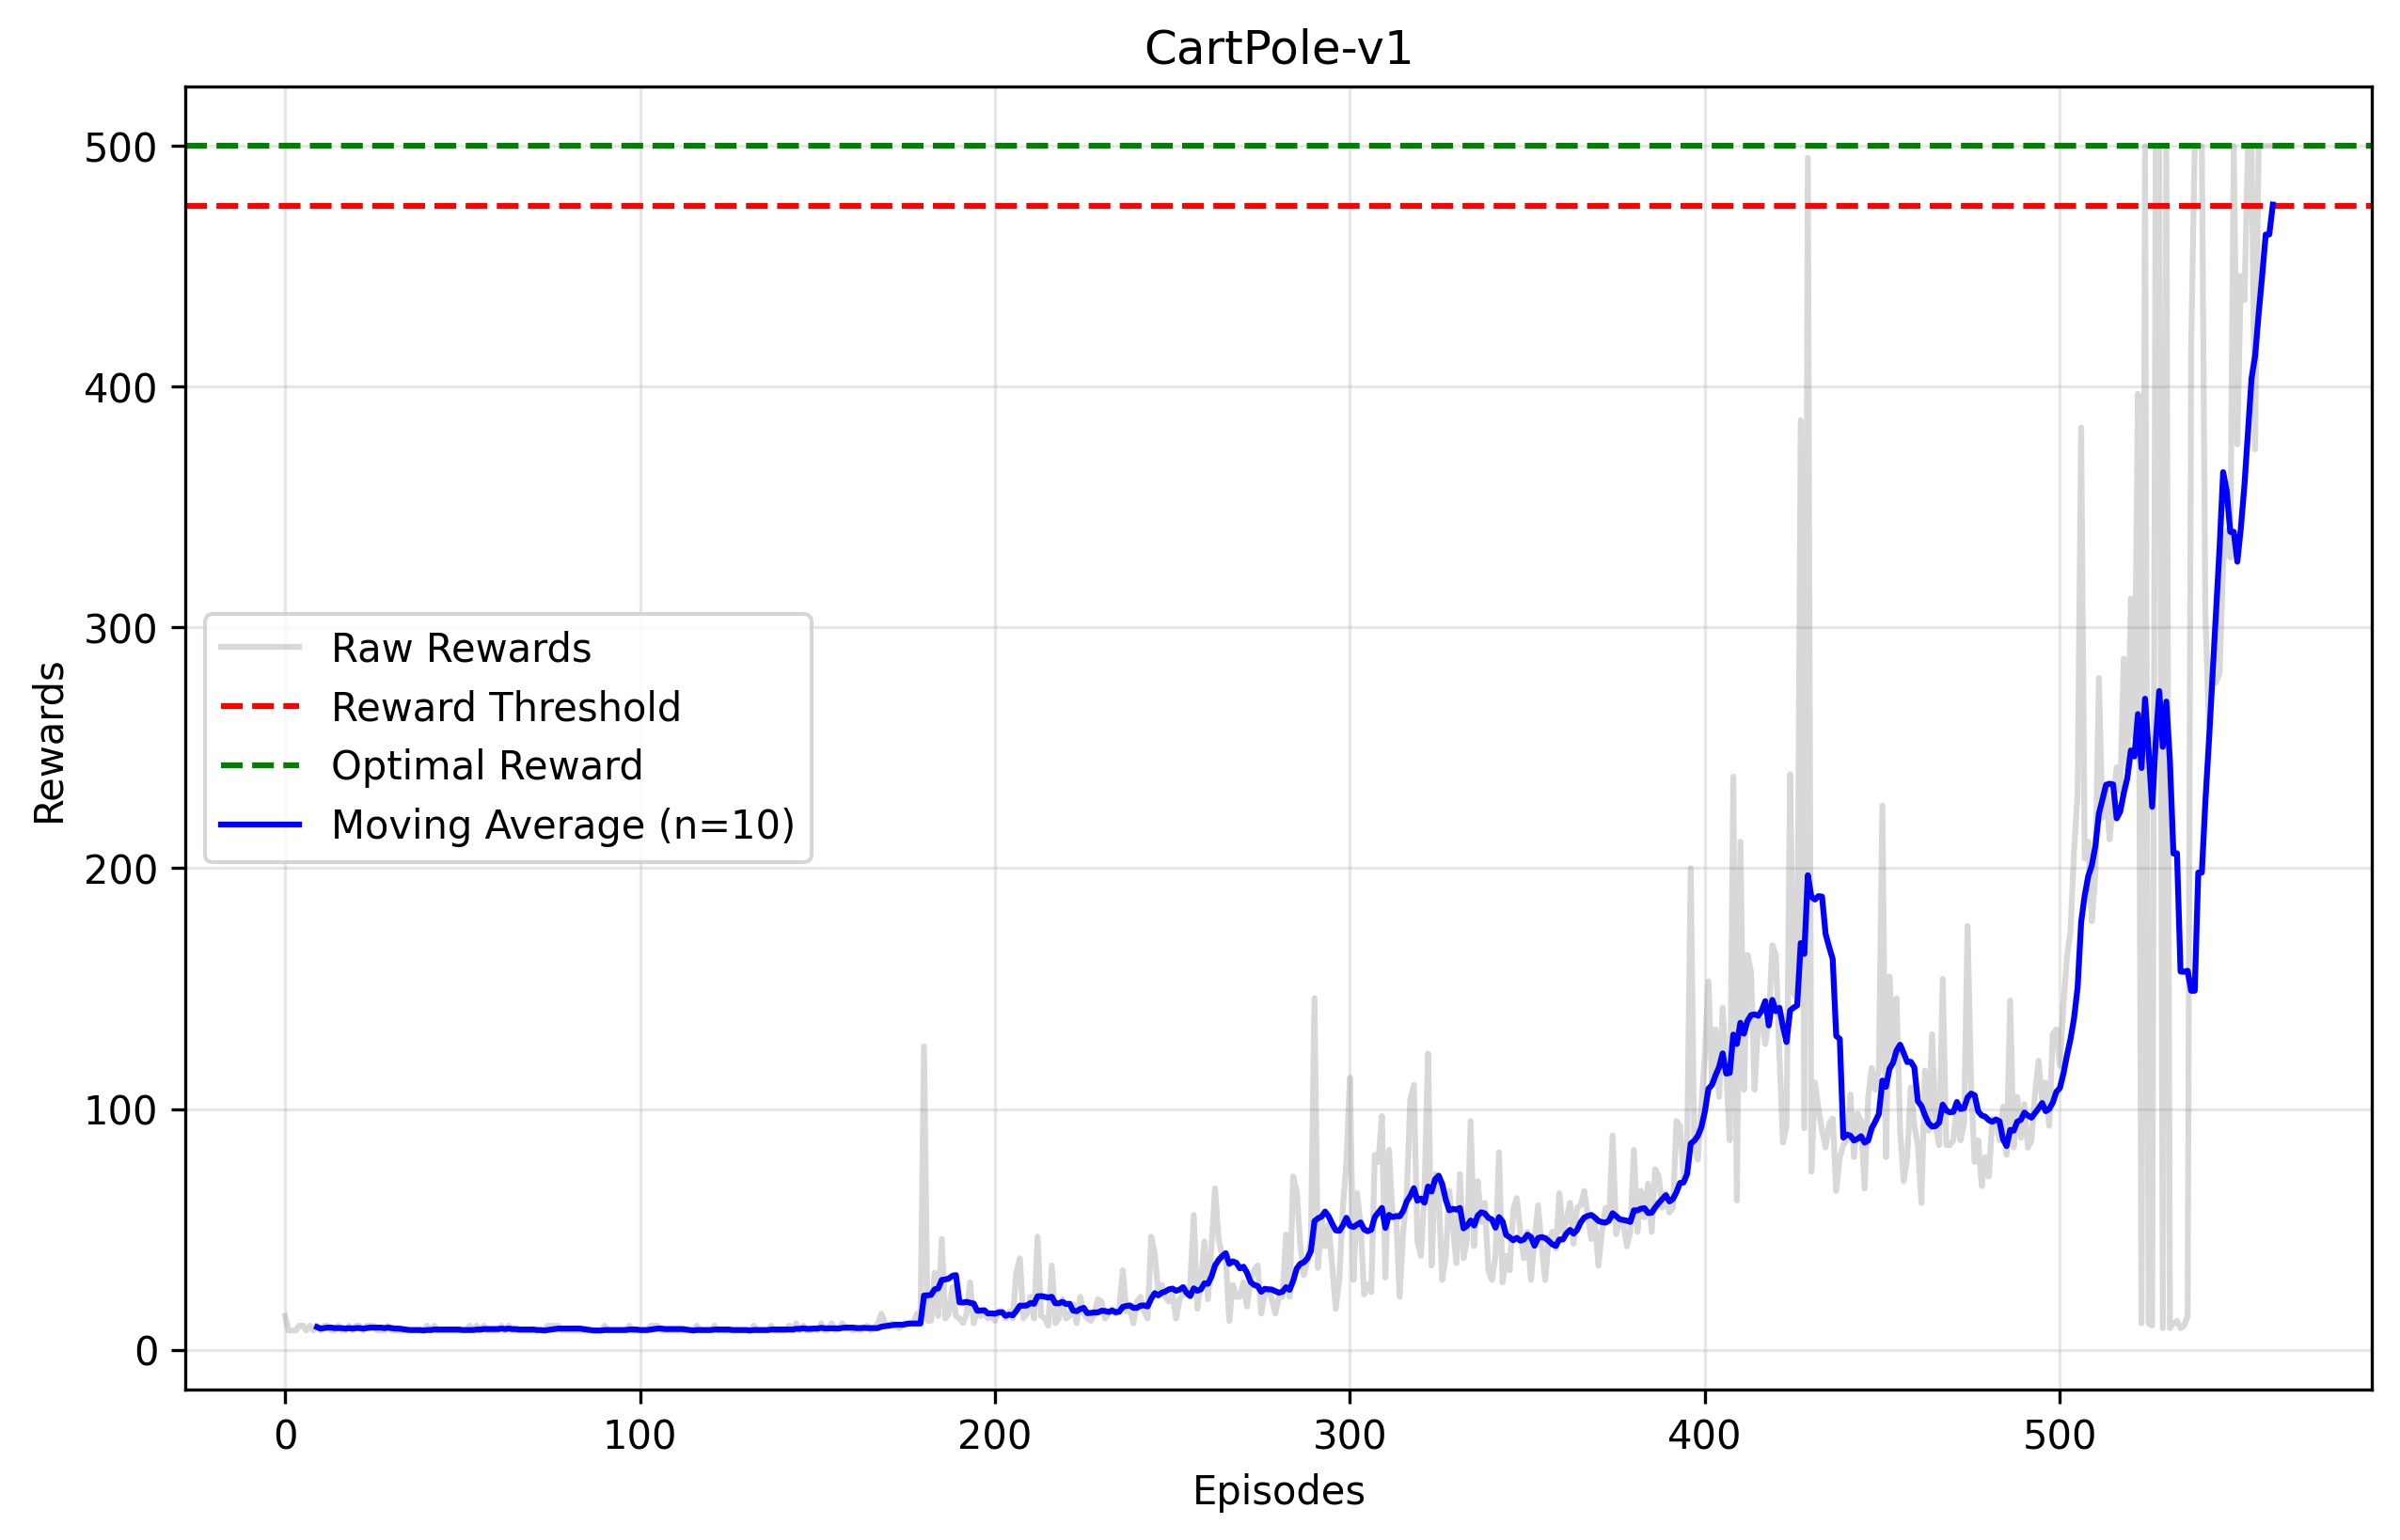 CartPole-v1
500
400
300
200
100
0
Rewards
Raw Rewards
Reward Threshold
Optimal Reward
Moving Average (n=10)
0 100 200 300 400 500
Episodes